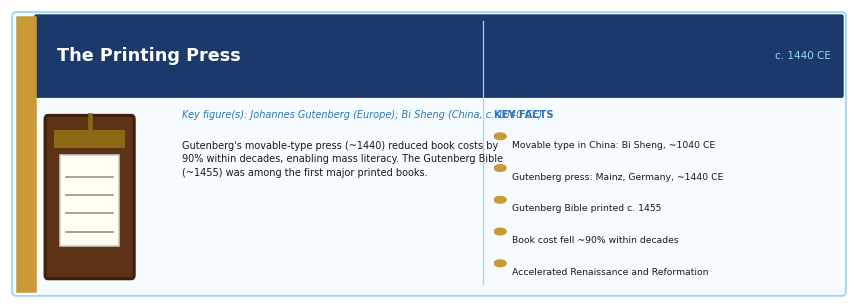 The Printing Press
c. 1440 CE
Key figure(s): Johannes Gutenberg (Europe); Bi Sheng (China, c. 1040 CE)
Gutenberg's movable-type press (~1440) reduced book costs by
90% within decades, enabling mass literacy. The Gutenberg Bible
(~1455) was among the first major printed books.
KEY FACTS
Movable type in China: Bi Sheng, ~1040 CE
Gutenberg press: Mainz, Germany, ~1440 CE
Gutenberg Bible printed c. 1455
Book cost fell ~90% within decades
Accelerated Renaissance and Reformation